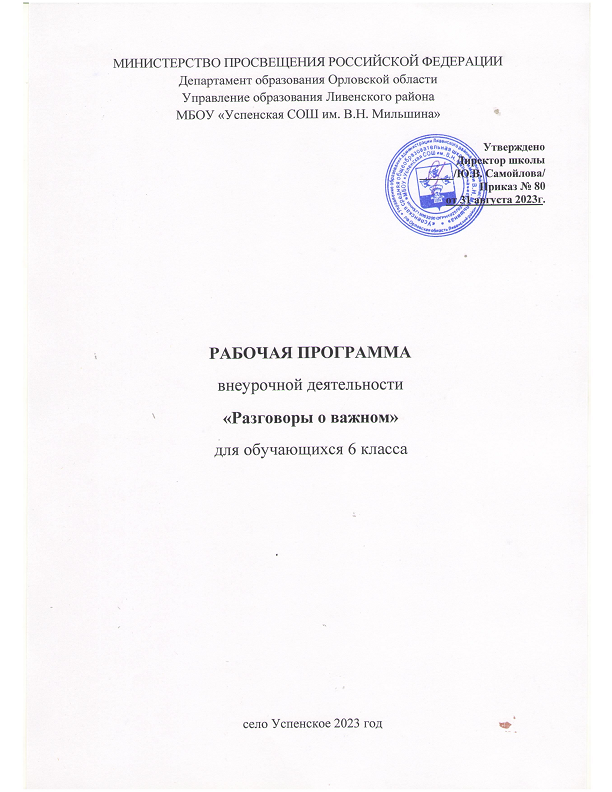 МИНИСТЕРСТВО ПРОСВЕЩЕНИЯ РОССИЙСКОЙ ФЕДЕРАЦИИ
Департамент образования Орловской области
Управление образования Ливенского района
МБОУ «Успенская СОШ им. В.Н. Мильшина»
Утверждено
Директор школы
/Ю.В. Самойлова/
Приказ № 80
от 31 августа 2023г.
РАБОЧАЯ ПРОГРАММА
внеурочной деятельности
«Разговоры о важном»
для обучающихся 6 класса
село Успенское 2023 год